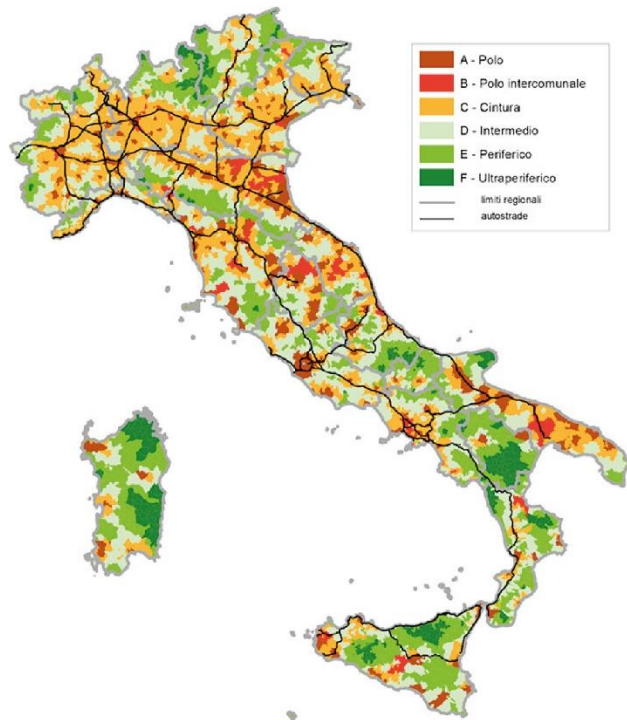 A - Polo
B - Polo intercomunale
C - Cintura
D - Intermedio
E - Periferico
F - Ultraperiferico
limiti regionali
autostrade